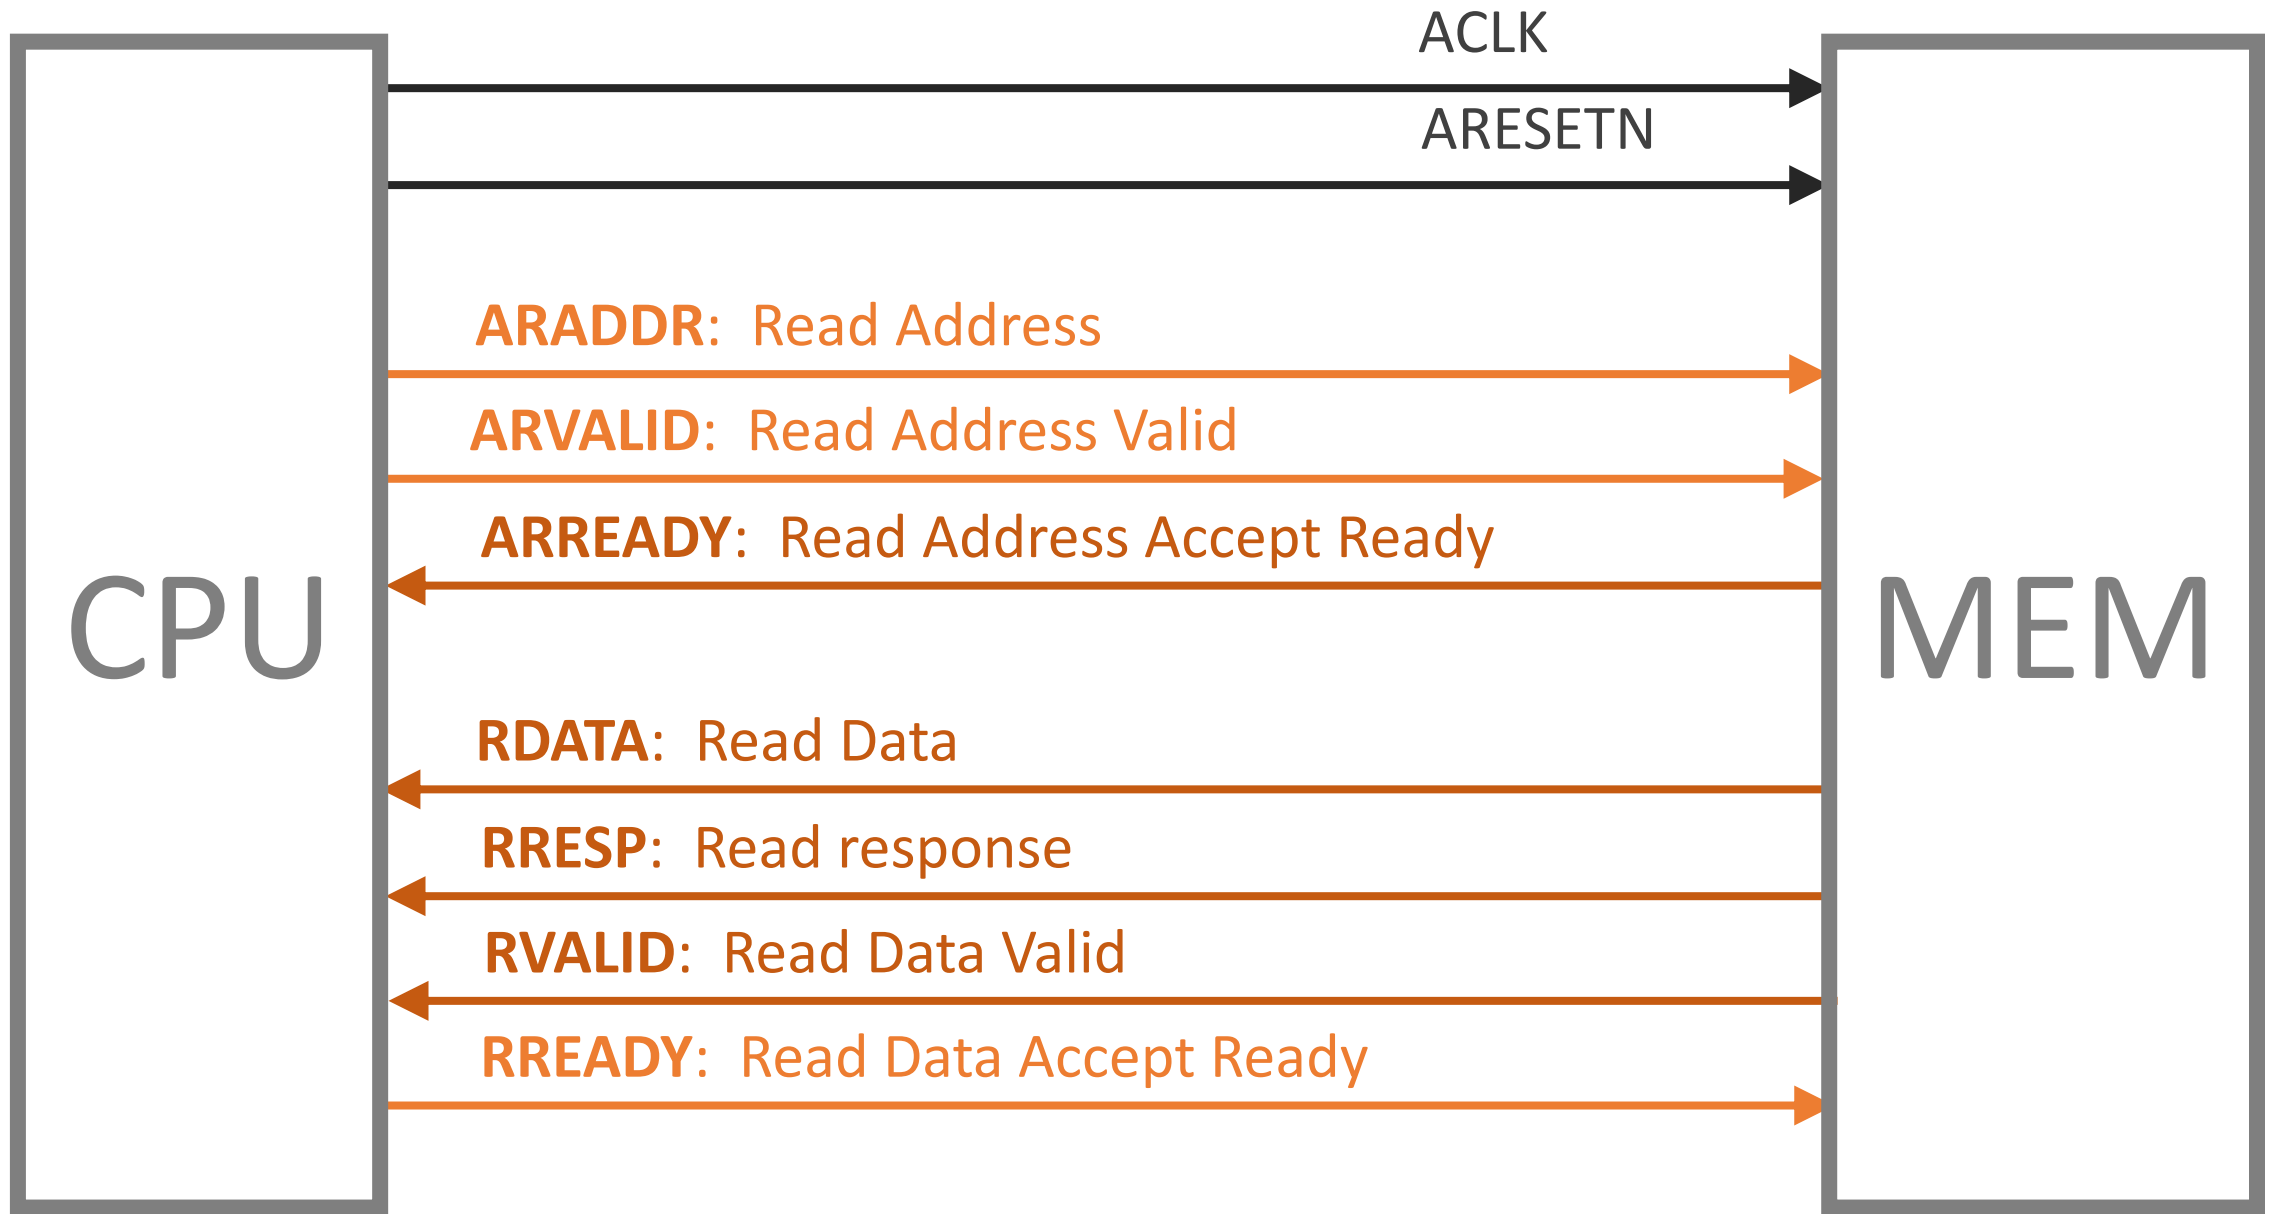 ACLK
ARESETN
ARADDR: Read Address
ARVALID: Read Address Valid
ARREADY: Read Address Accept Ready
CPU
MEM
RDATA: Read Data
RRESP: Read response
RVALID: Read Data Valid
RREADY: Read Data Accept Ready